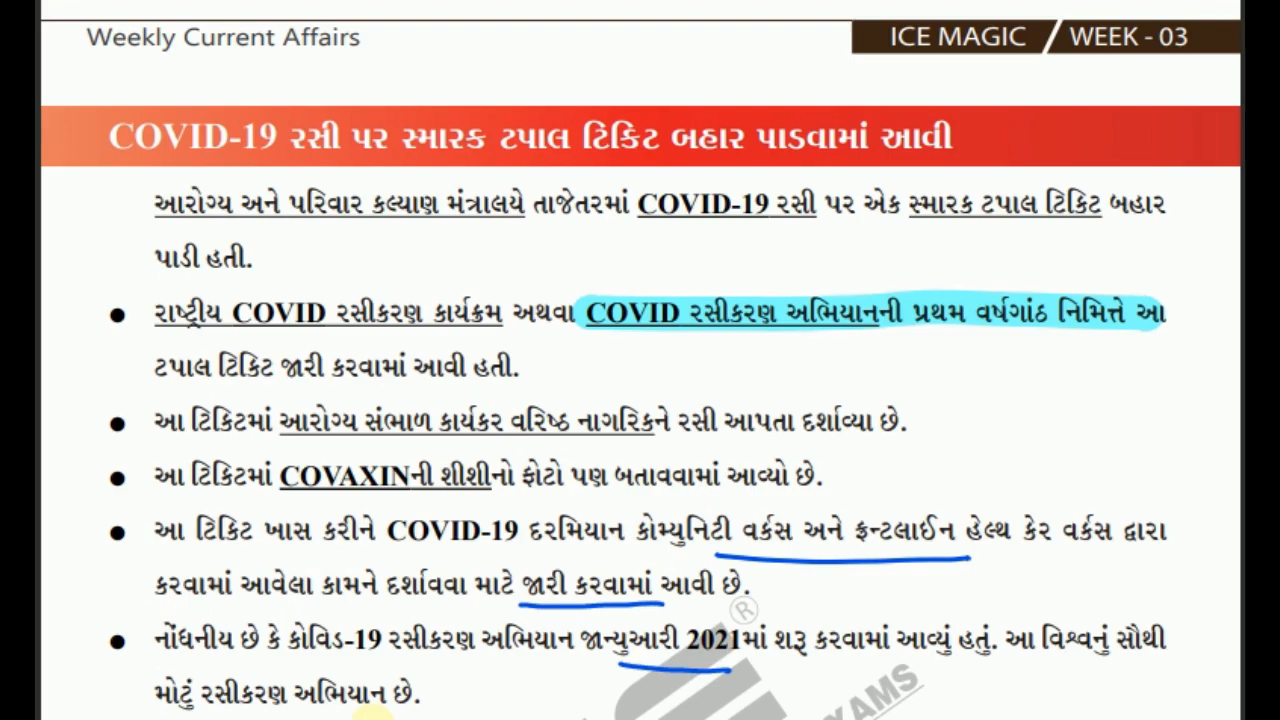 Weekly Current Affairs
ICE MAGIC / WEEK - 03
COVID-19 રસી પર સ્મારક ટપાલ ટિકિટ બહાર પાડવામાં આવી
આરોગ્ય અને પરિવાર કલ્યાણ મંત્રાલયે તાજેતરમાં COVID-19 રસી પર એક સ્મારક ટપાલ ટિકિટ બહાર
પાડી હતી.
● રાષ્ટ્રીય COVID રસીકરણ કાર્યક્રમ અથવા COVID રસીકરણ અભિયાનની પ્રથમ વર્ષગાંઠ નિમિત્તે આ
ટપાલ ટિકિટ જારી કરવામાં આવી હતી.
● આ ટિકિટમાં આરોગ્ય સંભાળ કાર્યકર વરિષ્ઠ નાગરિકને રસી આપતા દર્શાવ્યા છે.
● આ ટિકિટમાં COVAXINની શીશીનો ફોટો પણ બતાવવામાં આવ્યો છે.
● આ ટિકિટ ખાસ કરીને COVID-19 દરમિયાન કોમ્યુનિટી વર્કસ અને ફ્રન્ટલાઈન હેલ્થ કેર વર્કસ દ્વારા
કરવામાં આવેલા કામને દર્શાવવા માટે જારી કરવામાં આવી છે.
● નોંધનીય છે કે કોવિડ-19 રસીકરણ અભિયાન જાન્યુઆરી 2021માં શરૂ કરવામાં આવ્યું હતું. આ વિશ્વનું સૌથી
મોટું રસીકરણ અભિયાન છે.
®
EXAMS